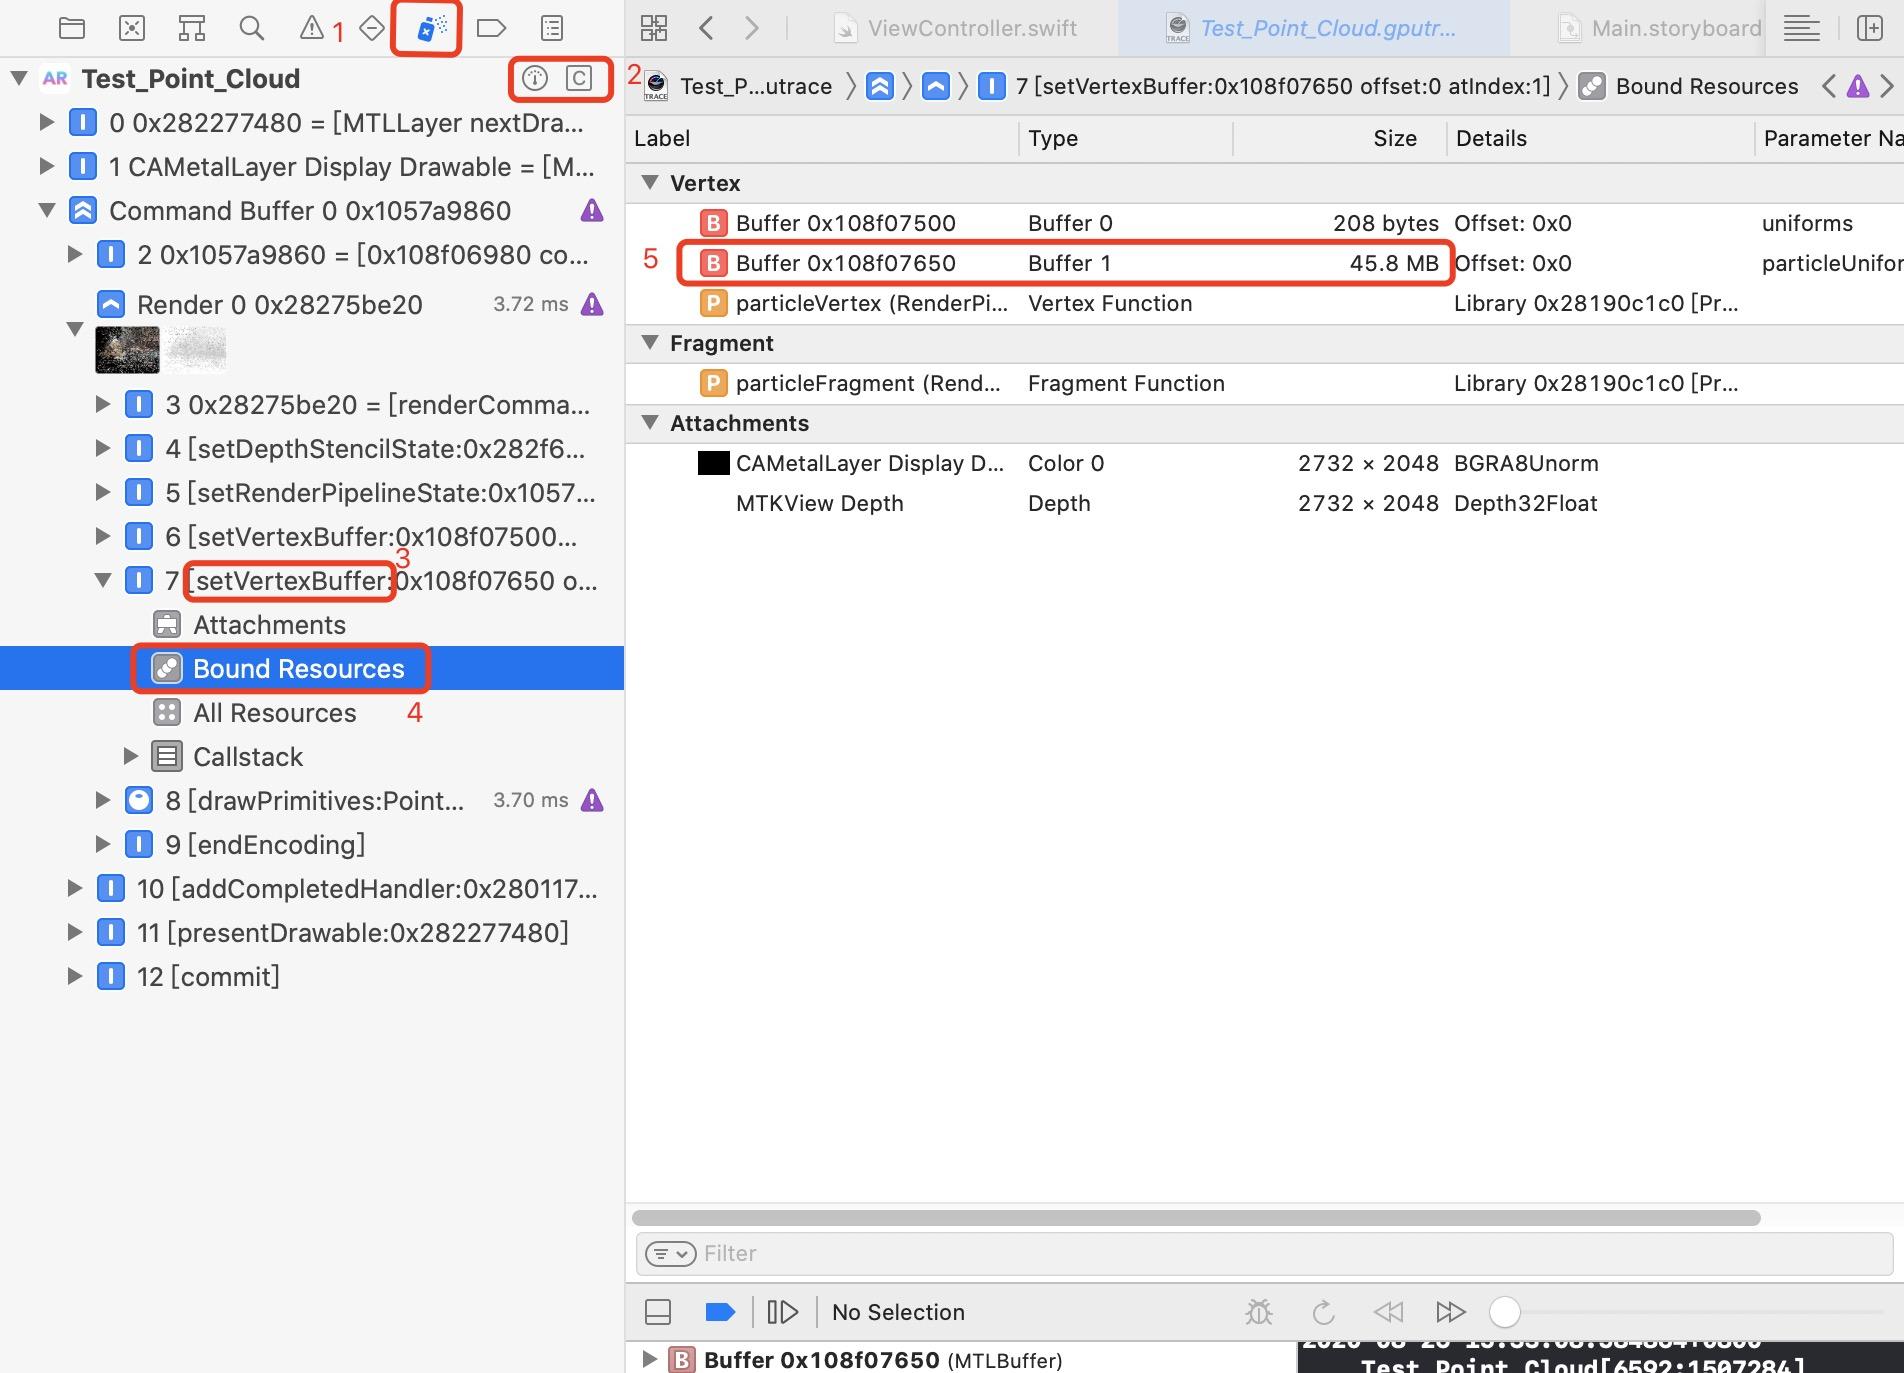 1
ViewController.swift
Test_Point_Cloud.gputr...
Main.storyboard
AR Test_Point_Cloud
C
2
TRACE
Test_P...utrace
7 [setVertexBuffer:0x108f07650 offset:0 atIndex:1]
Bound Resources
0 0x282277480 = [MTLLayer nextDra...
1 CAMetalLayer Display Drawable = [M...
Command Buffer 0 0x1057a9860
2 0x1057a9860 = [0x108f06980 co...
Render 0 0x28275be20 3.72 ms
3 0x28275be20 = [renderComma...
4 [setDepthStencilState:0x282f6...
5 [setRenderPipelineState:0x1057...
6 [setVertexBuffer:0x108f07500...
3
7 [setVertexBuffer:0x108f07650 o...
Attachments
Bound Resources
All Resources 4
Callstack
8 [drawPrimitives:Point... 3.70 ms
9 [endEncoding]
10 [addCompletedHandler:0x280117...
11 [presentDrawable:0x282277480]
12 [commit]
Label Type Size Details Parameter Na
Vertex
B Buffer 0x108f07500 Buffer 0 208 bytes Offset: 0x0 uniforms
5 B Buffer 0x108f07650 Buffer 1 45.8 MB Offset: 0x0 particleUnifor
P particleVertex (RenderPi... Vertex Function Library 0x28190c1c0 [Pr...
Fragment
P particleFragment (Rend... Fragment Function Library 0x28190c1c0 [Pr...
Attachments
CAMetalLayer Display D... Color 0 2732 × 2048 BGRA8Unorm
MTKView Depth Depth 2732 × 2048 Depth32Float
Filter
No Selection
B Buffer 0x108f07650 (MTLBuffer)
Test_Point_Cloud[6592:1507284]